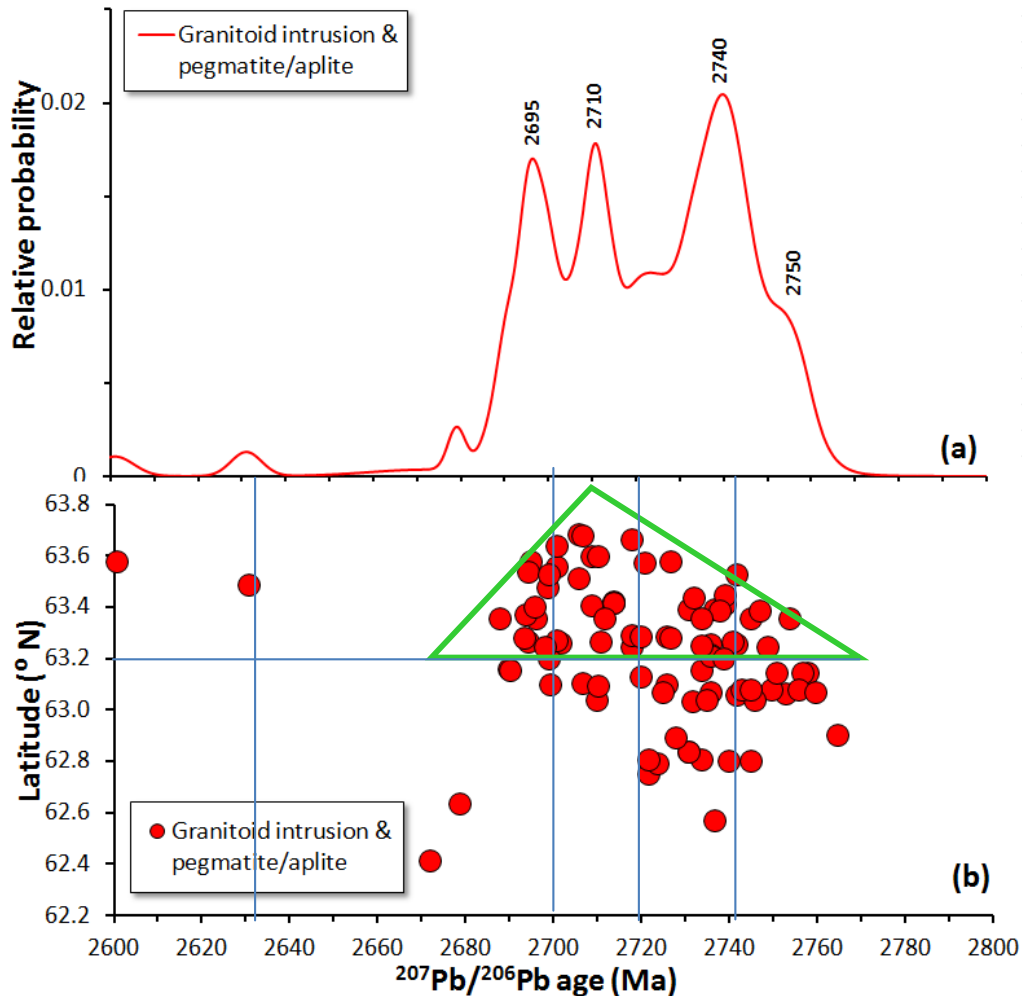 Granitoid intrusion &
pegmatite/aplite
2695
2710
2740
2750
0.02
0.01
0
Relative probability
(a)
63.8
63.6
63.4
63.2
63.0
62.8
62.6
62.4
62.2
Latitude (º N)
Granitoid intrusion &
pegmatite/aplite
(b)
2600 2620 2640 2660 2680 2700 2720 2740 2760 2780 2800
²⁰⁷Pb/²⁰⁶Pb age (Ma)